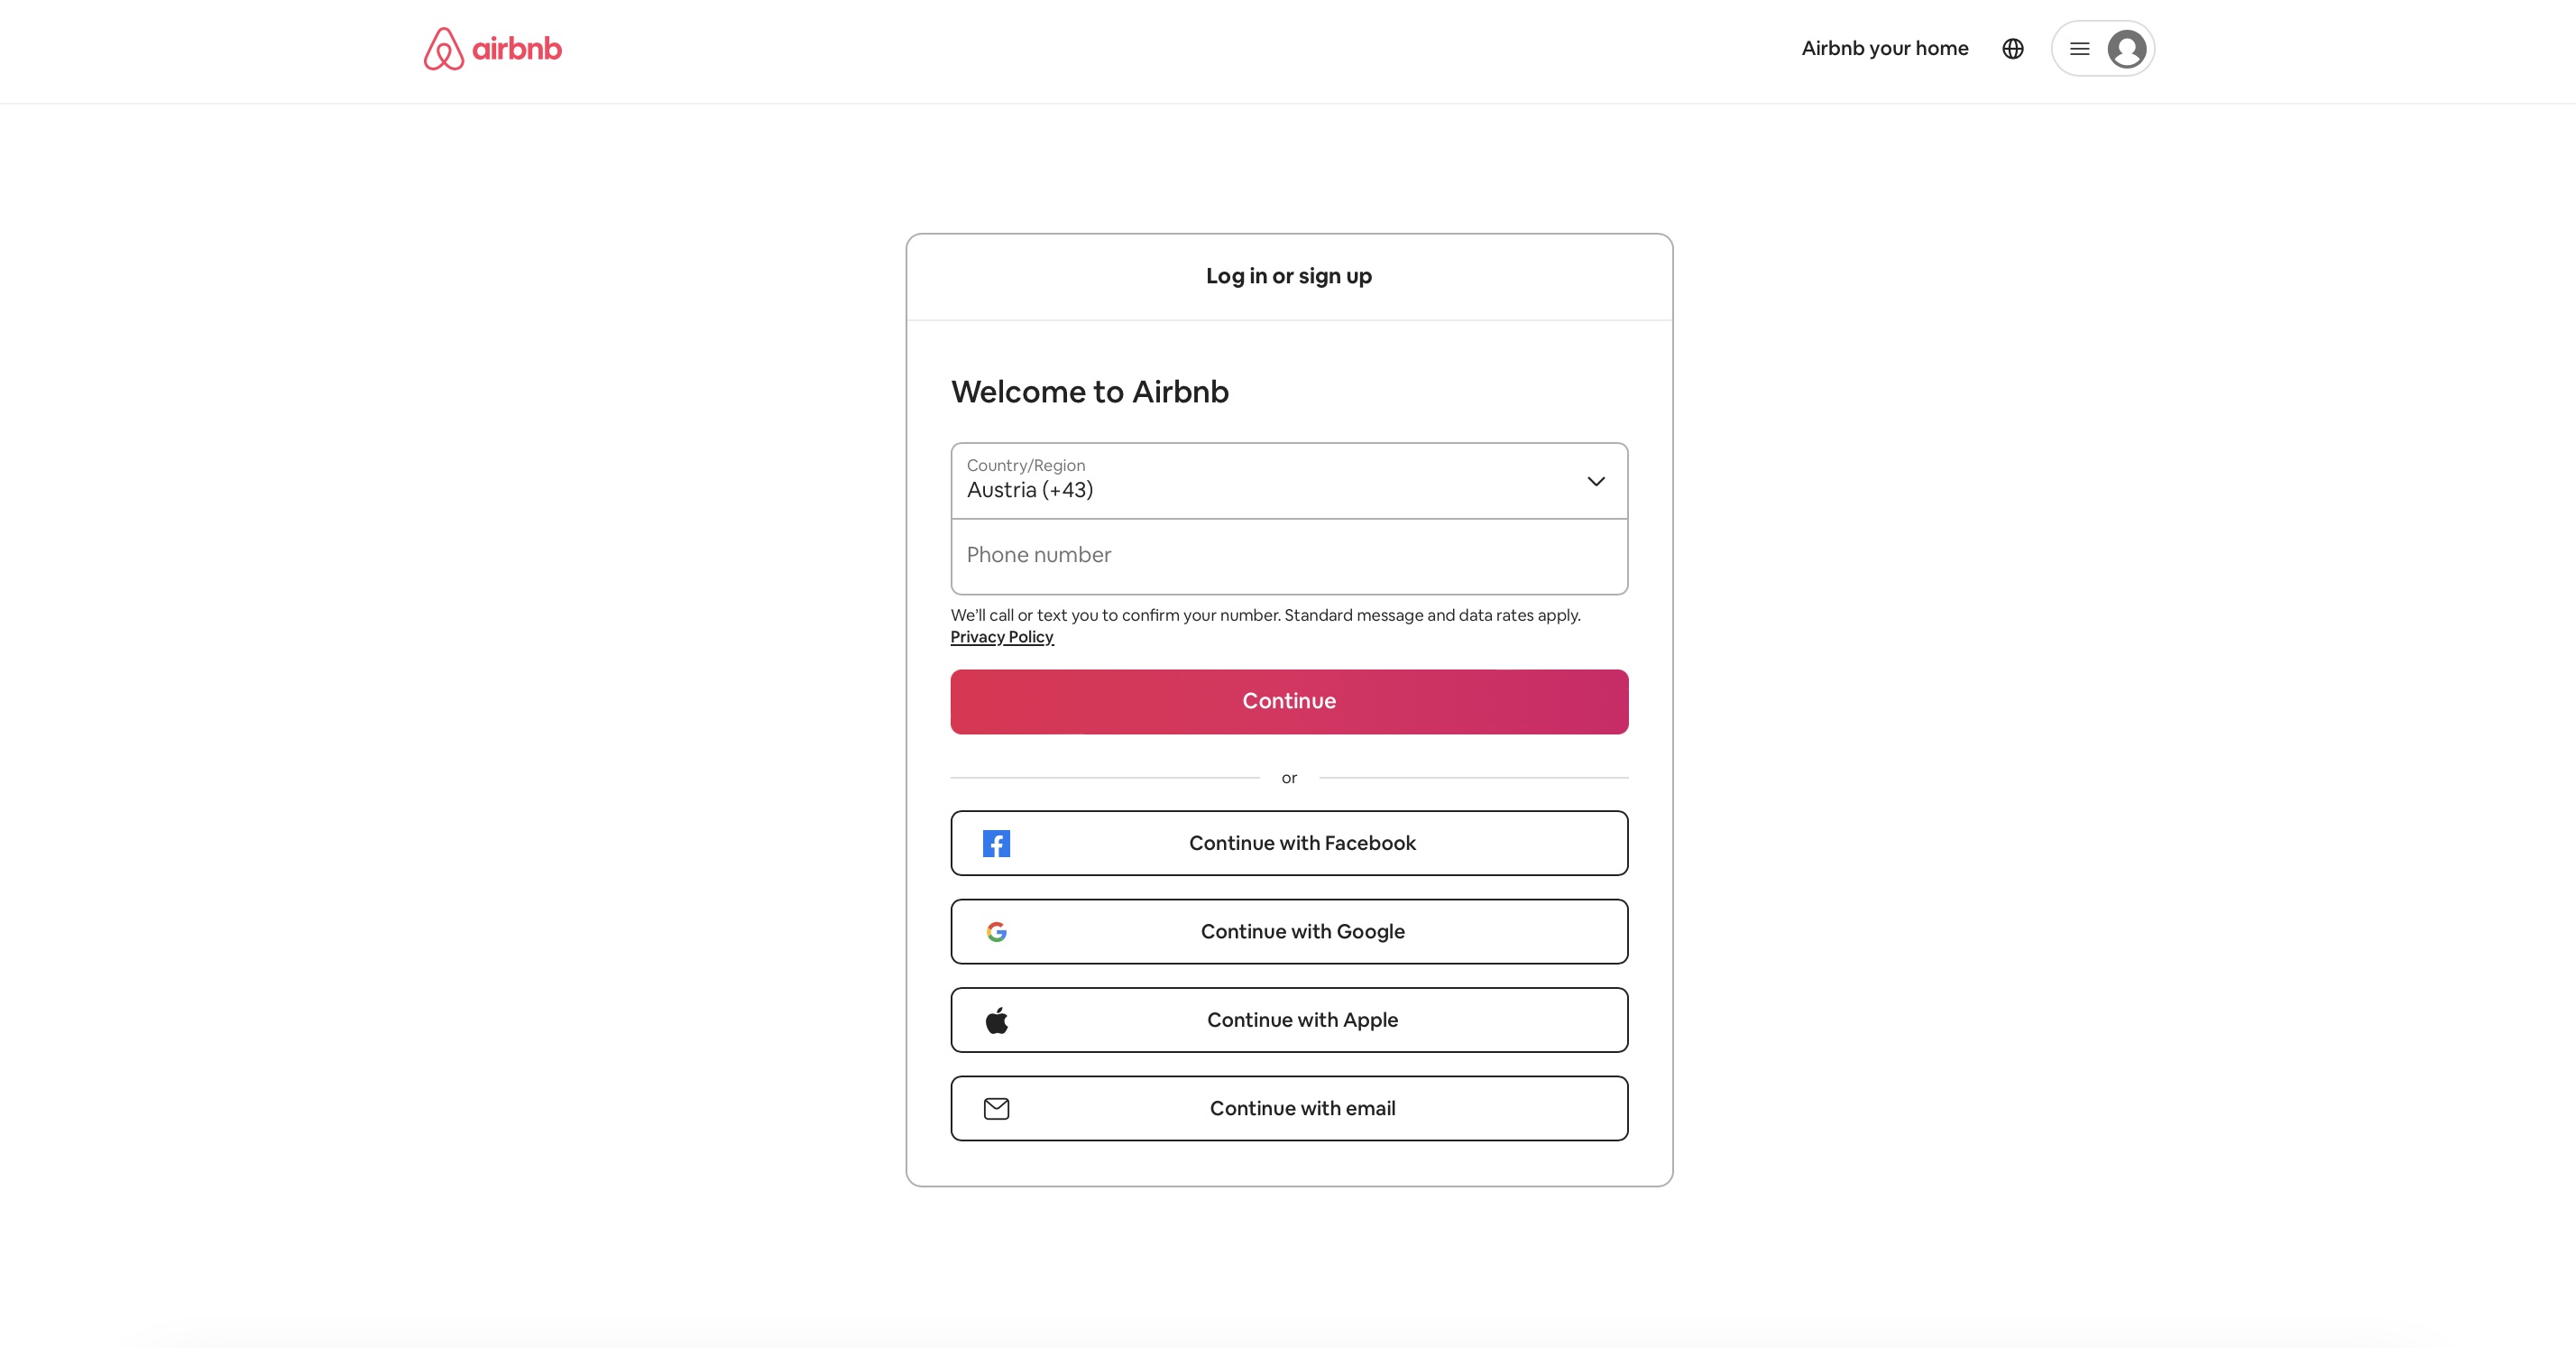 airbnb
Airbnb your home
Log in or sign up
Welcome to Airbnb
Country/Region
Austria (+43)
Phone number
We’ll call or text you to confirm your number. Standard message and data rates apply.
Privacy Policy
Continue
or
Continue with Facebook
Continue with Google
Continue with Apple
Continue with email